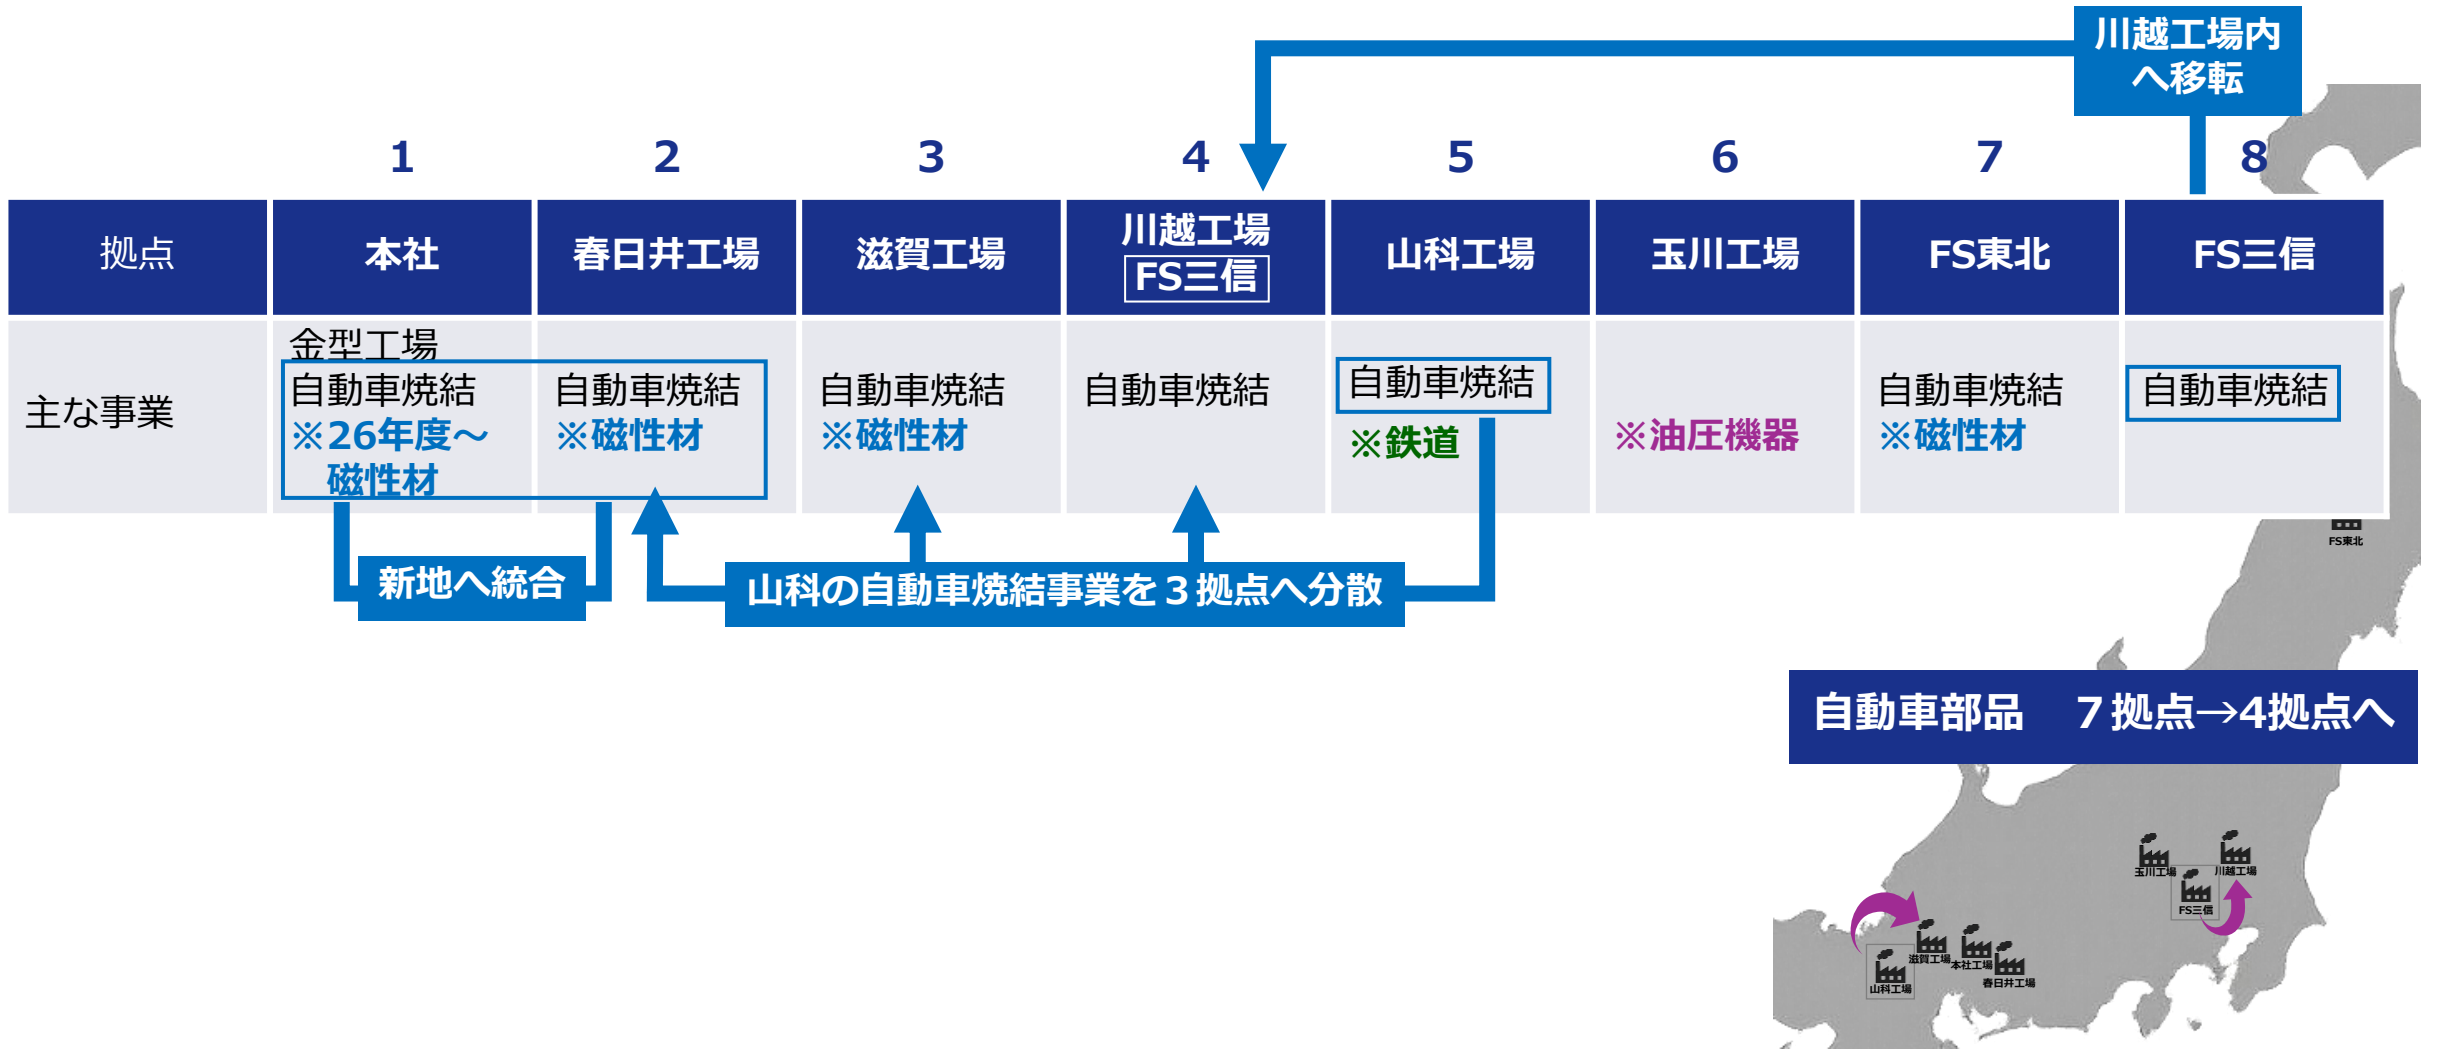 川越工場内
へ移転
1 2 3 4 5 6 7 8
拠点 本社 春日井工場 滋賀工場 川越工場 山科工場 玉川工場 FS東北 FS三信
FS三信
主な事業
金型工場
自動車焼結
※26年度～
磁性材
自動車焼結
※磁性材
自動車焼結
※磁性材
自動車焼結
自動車焼結
※鉄道
※油圧機器
自動車焼結
※磁性材
自動車焼結
新地へ統合
山科の自動車焼結事業を３拠点へ分散
FS東北
自動車部品　７拠点→4拠点へ
玉川工場
川越工場
FS三信
滋賀工場
本社工場
春日井工場
山科工場